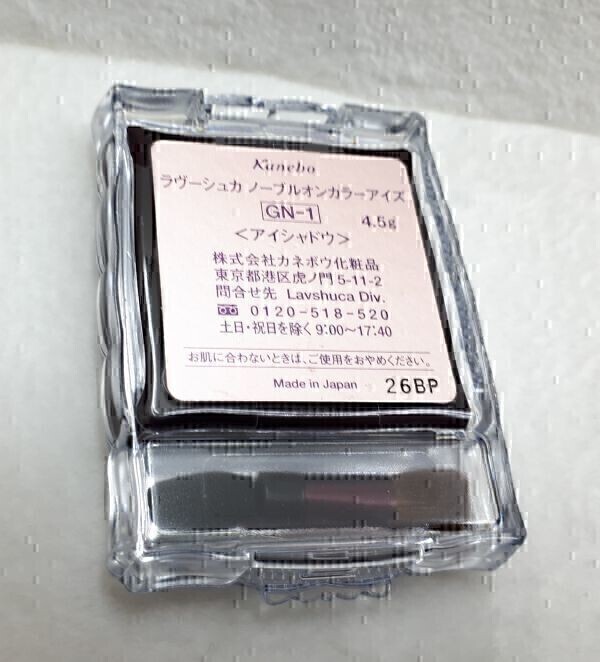 Kanebo
ラヴーシュカ ノーブルオンカラーアイズ
GN-1 4.5g
<アイシャドウ>
株式会社カネボウ化粧品
東京都港区虎ノ門5-11-2
問合せ先 Lavshuca Div.
0120-518-520
土日・祝日を除く 9:00~17:40
お肌に合わないときは、ご使用をおやめください。
Made in Japan 26BP